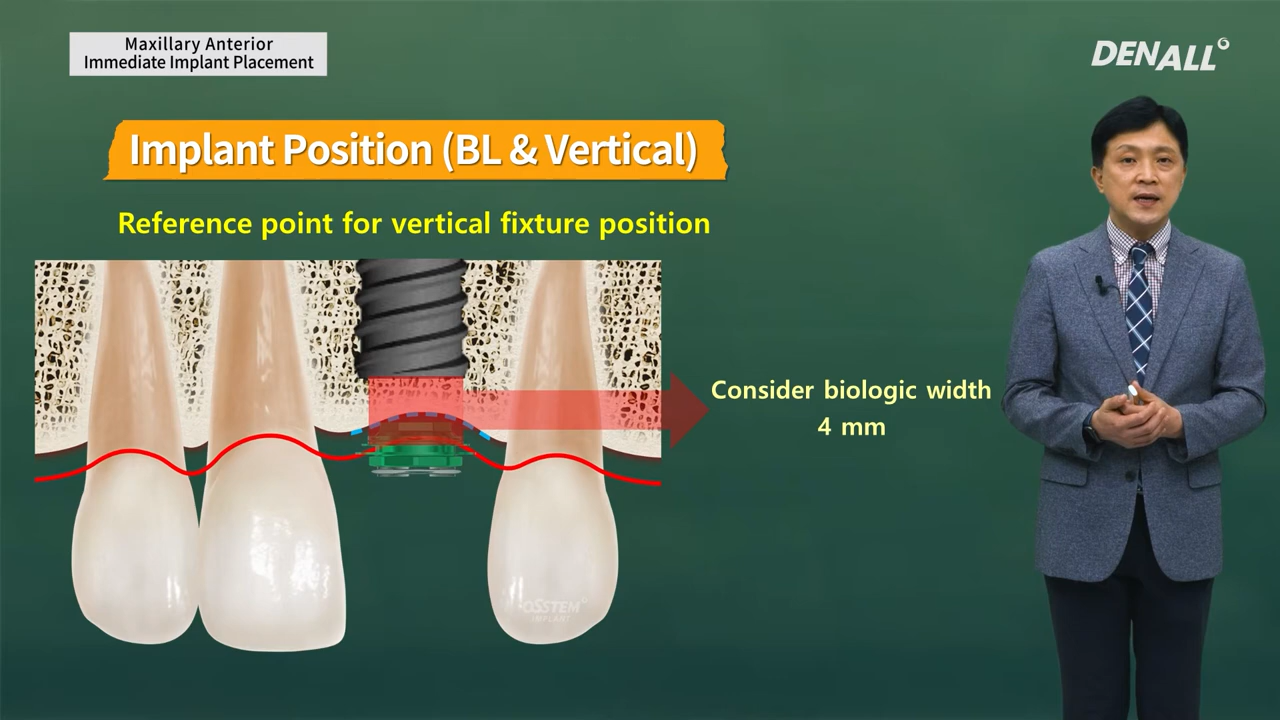 Maxillary Anterior
Immediate Implant Placement
DENALL
Implant Position (BL & Vertical)
Reference point for vertical fixture position
Consider biologic width
4 mm
OSSTEM
IMPLANT